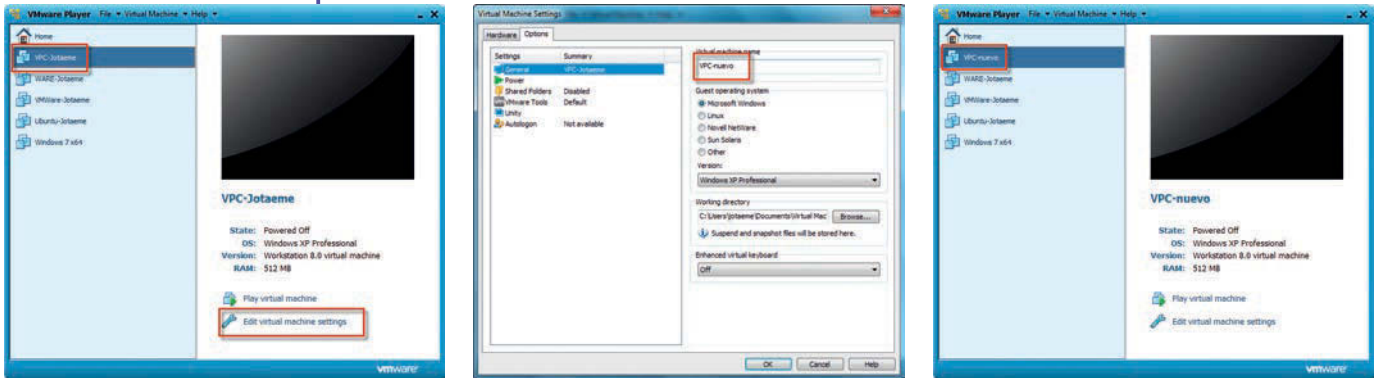 VMware Player File Virtual Machine Help
Home
VPC-Jotaeme
WARE-Jotaeme
VMWare-Jotaeme
Ubuntu-Jotaeme
Windows 7 x64
VPC-Jotaeme
State: Powered Off
OS: Windows XP Professional
Version: Workstation 8.0 virtual machine
RAM: 512 MB
Play virtual machine
Edit virtual machine settings
vmware
Virtual Machine Settings
Hardware Options
Settings Summary
General VPC-Jotaeme
Power
Shared Folders Disabled
VMware Tools Default
Unity
Autologon Not available
Virtual machine name
VPC-nuevo
Guest operating system
Microsoft Windows
Linux
Novell NetWare
Sun Solaris
Other
Version:
Windows XP Professional
Working directory
C:\Users\jotaeme\Documents\Virtual Mac Browse...
Suspend and snapshot files will be stored here.
Enhanced virtual keyboard
Off
OK Cancel Help
VMware Player File Virtual Machine Help
Home
VPC-nuevo
WARE-Jotaeme
VMWare-Jotaeme
Ubuntu-Jotaeme
Windows 7 x64
VPC-nuevo
State: Powered Off
OS: Windows XP Professional
Version: Workstation 8.0 virtual machine
RAM: 512 MB
Play virtual machine
Edit virtual machine settings
vmware